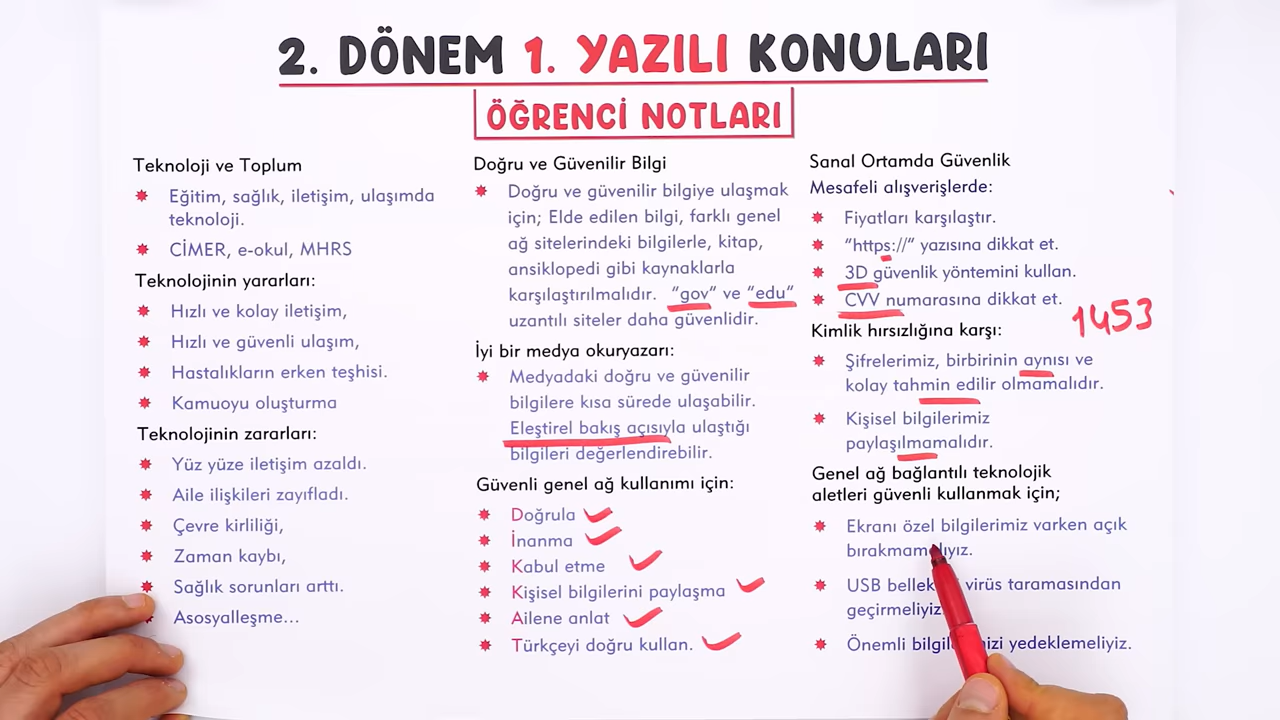 2. DÖNEM 1. YAZILI KONULARI
ÖĞRENCİ NOTLARI
Teknoloji ve Toplum
Eğitim, sağlık, iletişim, ulaşımda
teknoloji.
CİMER, e-okul, MHRS
Teknolojinin yararları:
Hızlı ve kolay iletişim,
Hızlı ve güvenli ulaşım,
Hastalıkların erken teşhisi.
Kamuoyu oluşturma
Teknolojinin zararları:
Yüz yüze iletişim azaldı.
Aile ilişkileri zayıfladı.
Çevre kirliliği,
Zaman kaybı,
Sağlık sorunları arttı.
Asosyalleşme...
Doğru ve Güvenilir Bilgi
Doğru ve güvenilir bilgiye ulaşmak
için; Elde edilen bilgi, farklı genel
ağ sitelerindeki bilgilerle, kitap,
ansiklopedi gibi kaynaklarla
karşılaştırılmalıdır. "gov" ve "edu"
uzantılı siteler daha güvenlidir.
İyi bir medya okuryazarı:
Medyadaki doğru ve güvenilir
bilgilere kısa sürede ulaşabilir.
Eleştirel bakış açısıyla ulaştığı
bilgileri değerlendirebilir.
Güvenli genel ağ kullanımı için:
Doğrula
İnanma
Kabul etme
Kişisel bilgilerini paylaşma
Ailene anlat
Türkçeyi doğru kullan.
Sanal Ortamda Güvenlik
Mesafeli alışverişlerde:
Fiyatları karşılaştır.
"https://" yazısına dikkat et.
3D güvenlik yöntemini kullan.
CVV numarasına dikkat et.
1453
Kimlik hırsızlığına karşı:
Şifrelerimiz, birbirinin aynısı ve
kolay tahmin edilir olmamalıdır.
Kişisel bilgilerimiz
paylaşılmamalıdır.
Genel ağ bağlantılı teknolojik
aletleri güvenli kullanmak için;
Ekranı özel bilgilerimiz varken açık
bırakmamalıyız.
USB virüs taramasından
geçirmeliyiz
Önemli yedeklemeliyiz.